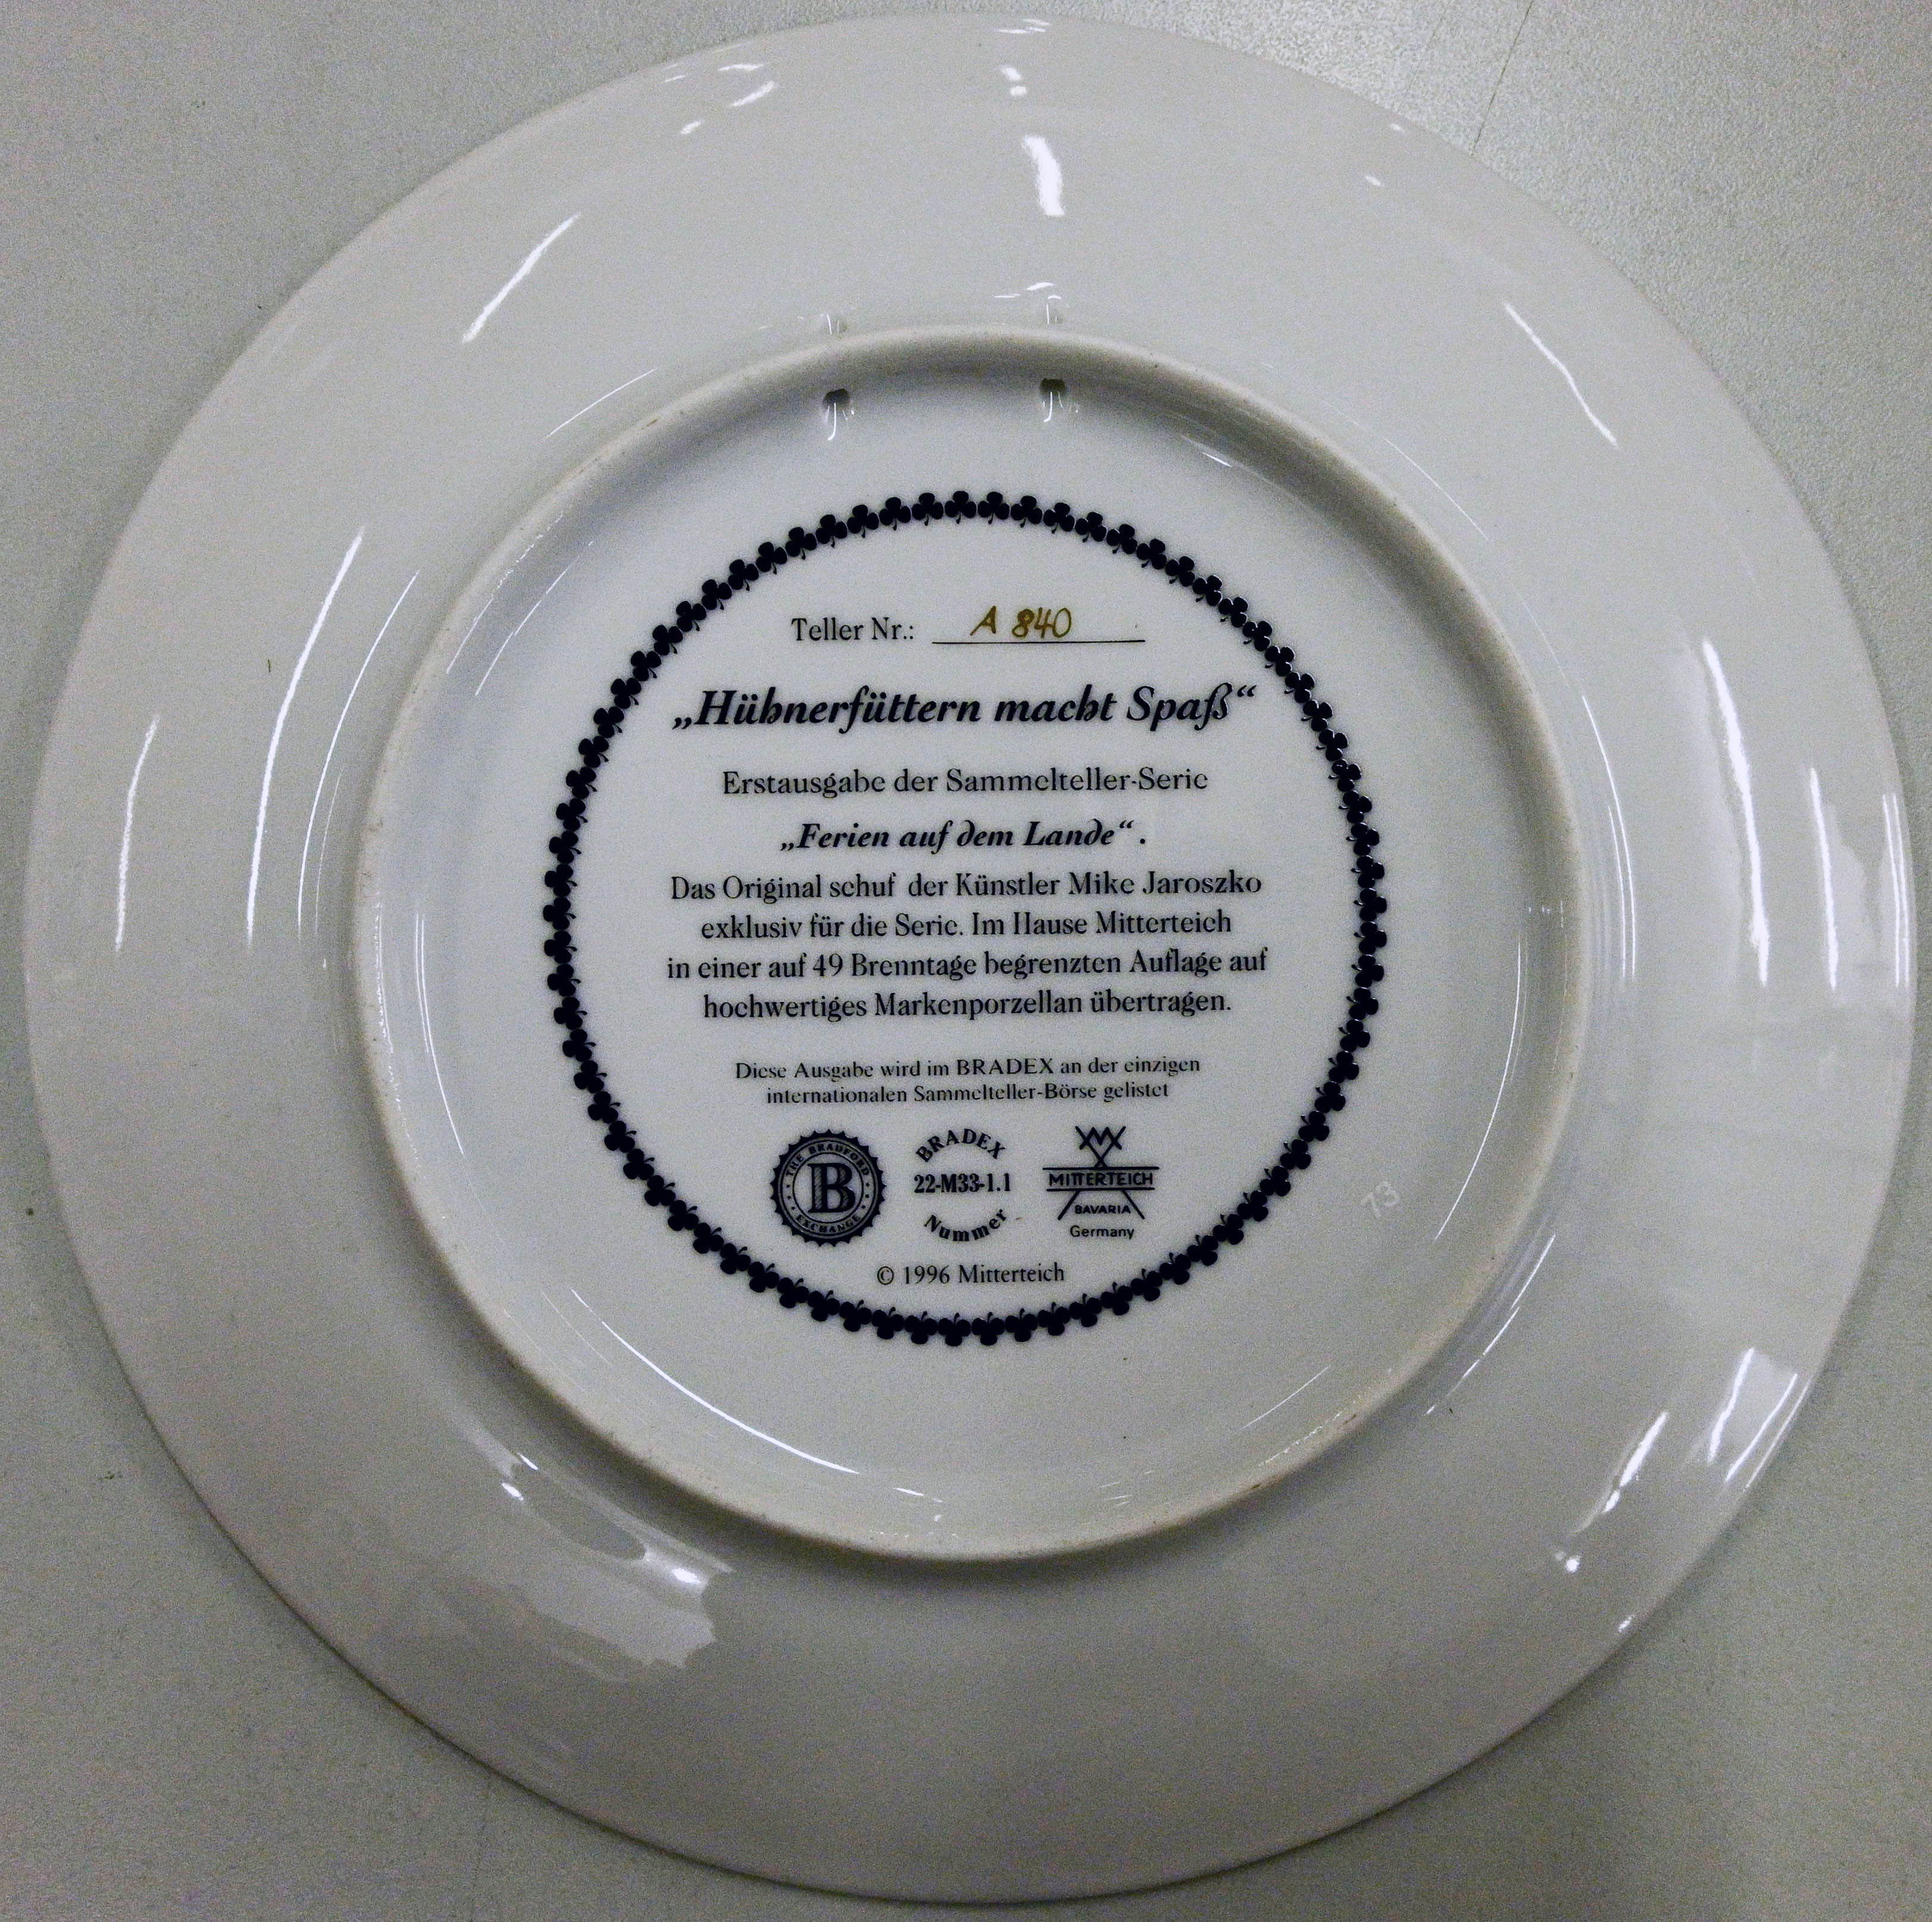 Teller Nr.: A 840
„Hühnerfüttern macht Spaß“
Erstausgabe der Sammelteller-Serie
„Ferien auf dem Lande“.
Das Original schuf der Künstler Mike Jaroszko
exklusiv für die Serie. Im Hause Mitterteich
in einer auf 49 Brenntage begrenzten Auflage auf
hochwertiges Markenporzellan übertragen.
Diese Ausgabe wird im BRADEX an der einzigen
internationalen Sammelteller-Börse gelistet
THE BRADFORD
B
EXCHANGE
BRADEX
22-M33-1.1
Nummer
MITTERTEICH
BAVARIA
Germany
© 1996 Mitterteich
73